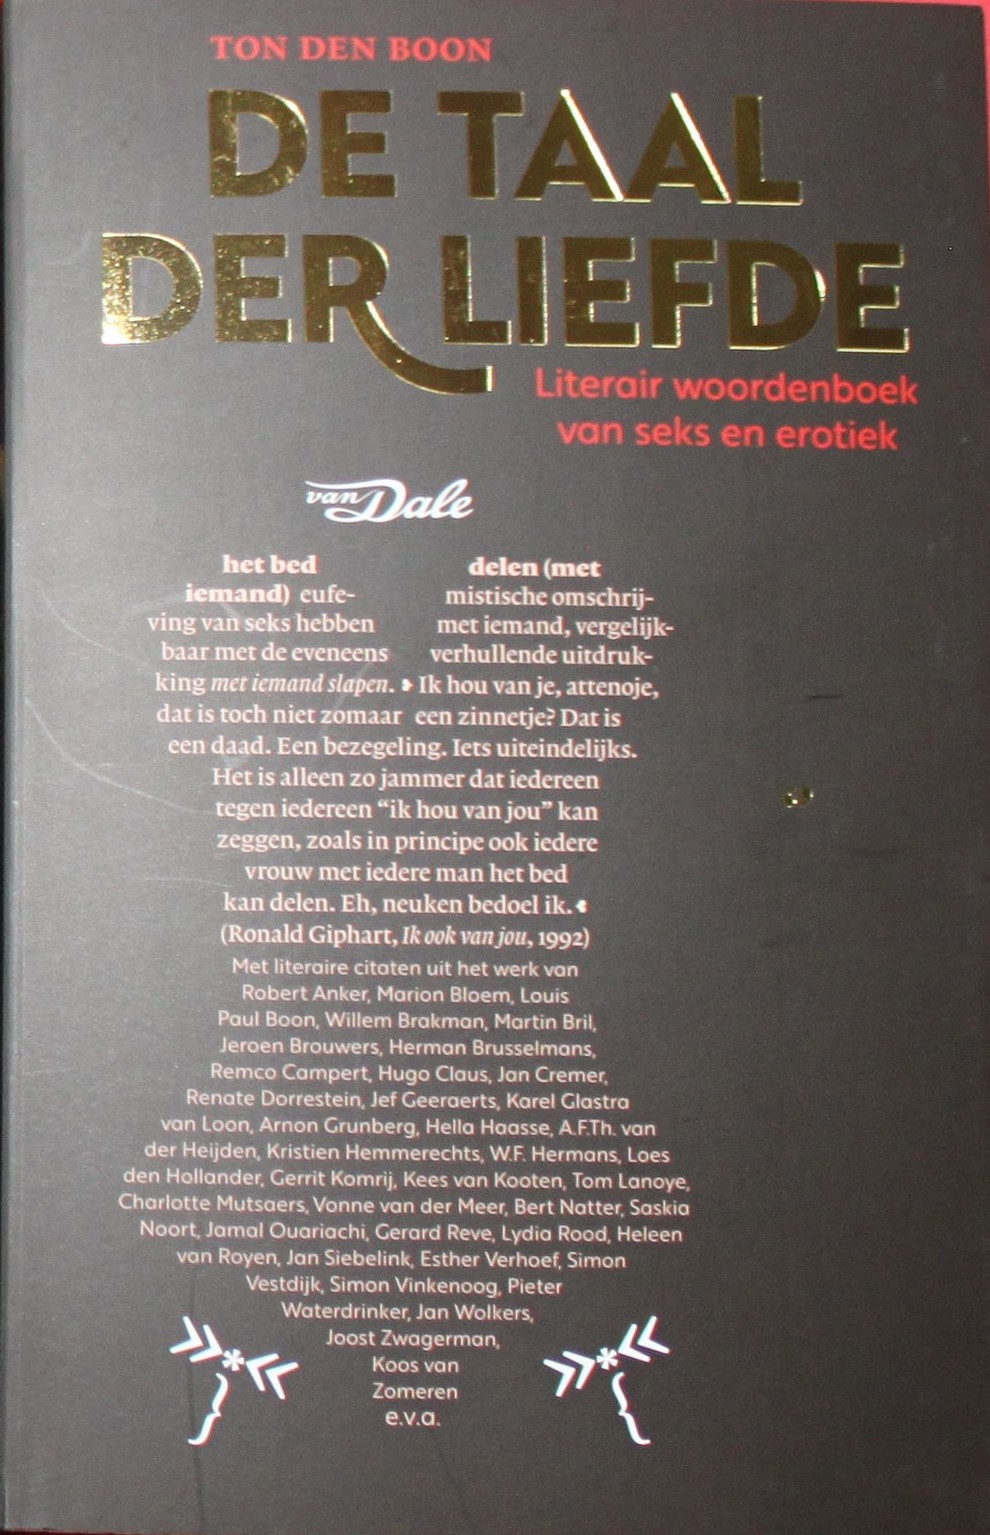 TON DEN BOON
DE TAAL
DER LIEFDE
Literair woordenboek
van seks en erotiek
van Dale
het bed delen (met
iemand) eufe- mistische omschrij-
ving van seks hebben met iemand, vergelijk-
baar met de eveneens verhullende uitdruk-
king met iemand slapen. Ik hou van je, attenoje,
dat is toch niet zomaar een zinnetje? Dat is
een daad. Een bezegeling. Iets uiteindelijks.
Het is alleen zo jammer dat iedereen
tegen iedereen “ik hou van jou” kan
zeggen, zoals in principe ook iedere
vrouw met iedere man het bed
kan delen. Eh, neuken bedoel ik.
(Ronald Giphart, Ik ook van jou, 1992)
Met literaire citaten uit het werk van
Robert Anker, Marion Bloem, Louis
Paul Boon, Willem Brakman, Martin Bril,
Jeroen Brouwers, Herman Brusselmans,
Remco Campert, Hugo Claus, Jan Cremer,
Renate Dorrestein, Jef Geeraerts, Karel Glastra
van Loon, Arnon Grunberg, Hella Haasse, A.F.Th. van
der Heijden, Kristien Hemmerechts, W.F. Hermans, Loes
den Hollander, Gerrit Komrij, Kees van Kooten, Tom Lanoye,
Charlotte Mutsaers, Vonne van der Meer, Bert Natter, Saskia
Noort, Jamal Ouariachi, Gerard Reve, Lydia Rood, Heleen
van Royen, Jan Siebelink, Esther Verhoef, Simon
Vestdijk, Simon Vinkenoog, Pieter
Waterdrinker, Jan Wolkers,
Joost Zwagerman,
Koos van
Zomeren
e.v.a.